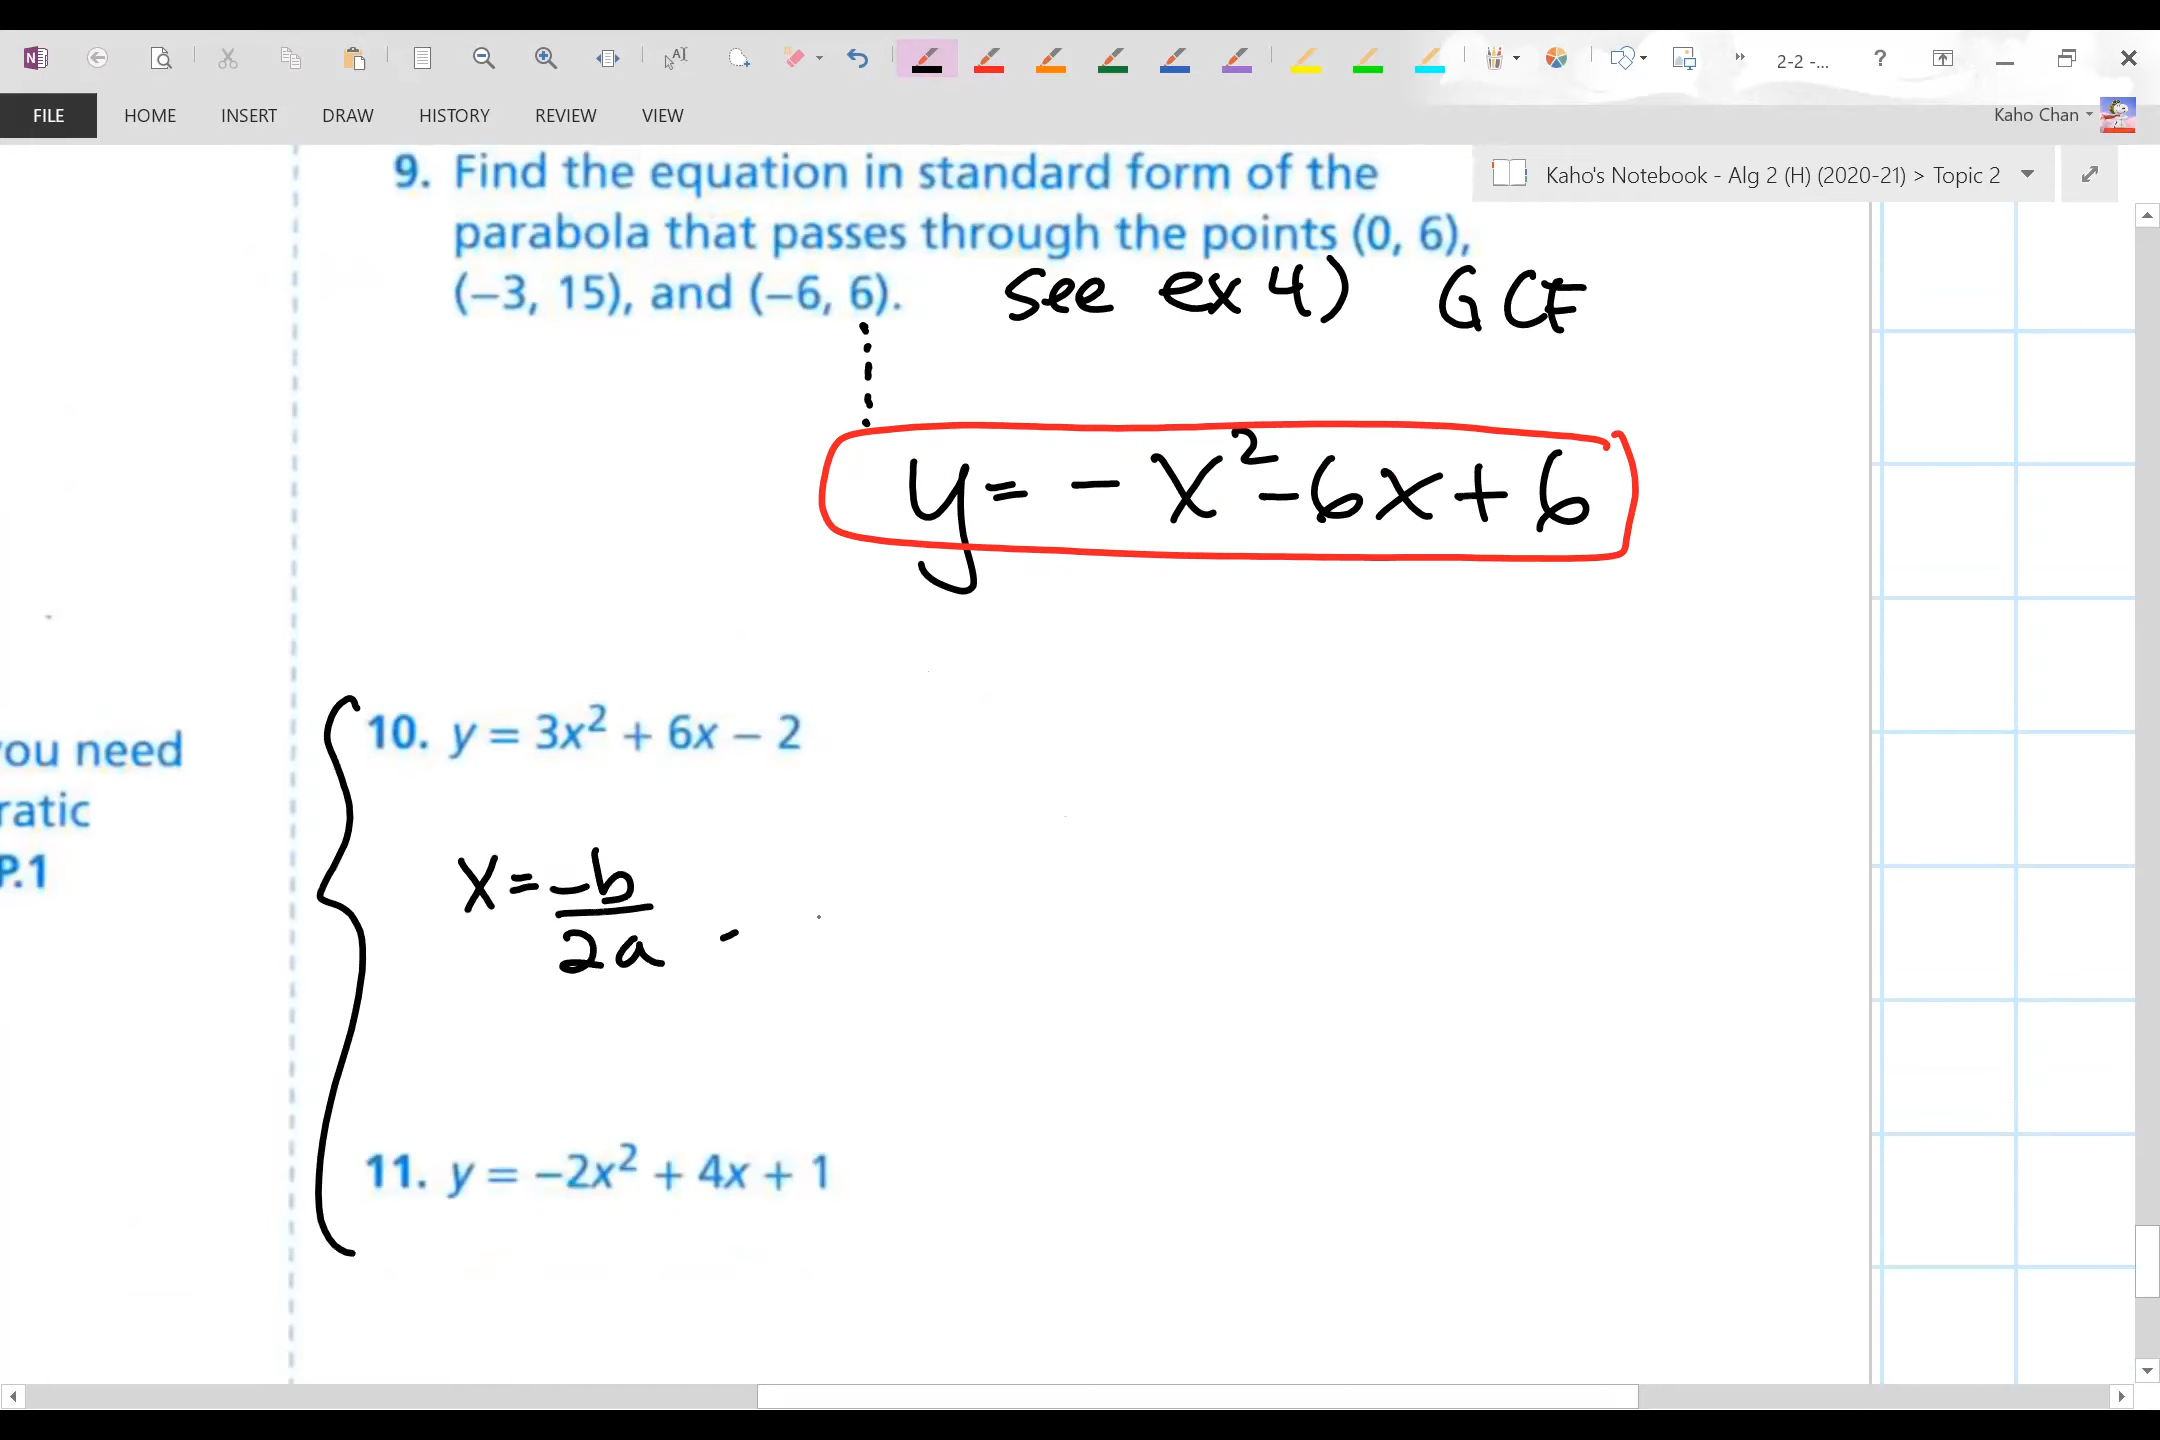 2-2 -...
FILE HOME INSERT DRAW HISTORY REVIEW VIEW
Kaho Chan
Kaho's Notebook - Alg 2 (H) (2020-21) > Topic 2
9. Find the equation in standard form of the
parabola that passes through the points (0, 6),
(−3, 15), and (−6, 6). see ex 4) GCF
y = - x² - 6x + 6
you need
ratic
P.1
10. y = 3x² + 6x − 2
x = -b/2a -
11. y = −2x² + 4x + 1